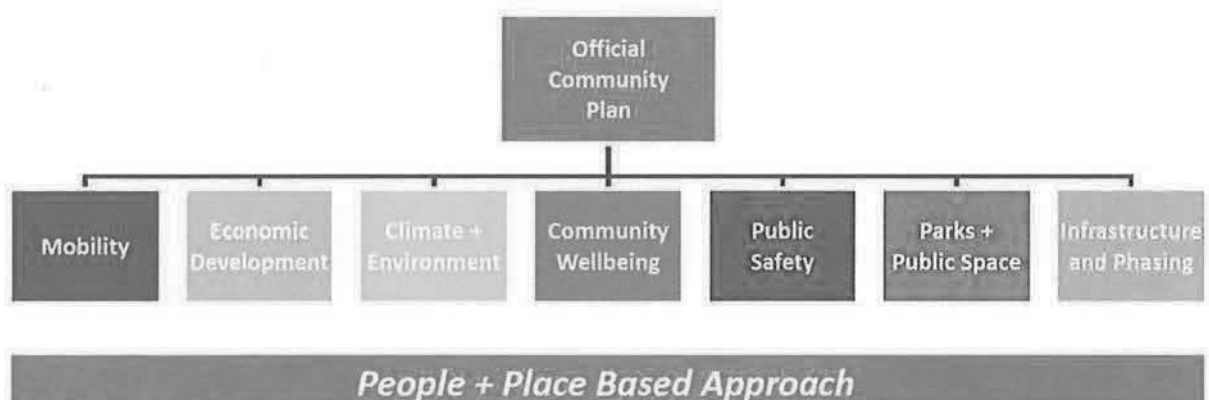 Official
Community
Plan
Mobility
Economic
Development
Climate +
Environment
Community
Wellbeing
Public
Safety
Parks +
Public Space
Infrastructure
and Phasing
People + Place Based Approach